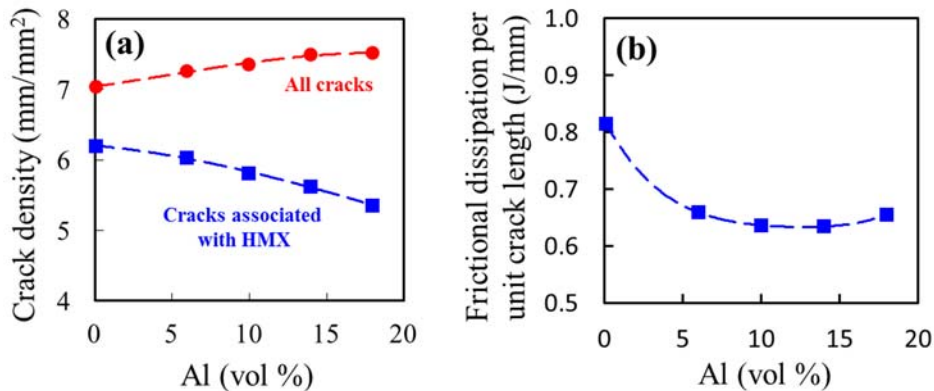 (a)
8
7
6
5
4
Crack density (mm/mm²)
All cracks
Cracks associated
with HMX
0 5 10 15 20
Al (vol %)
(b)
1.0
0.9
0.8
0.7
0.6
0.5
Frictional dissipation per
unit crack length (J/mm)
0 5 10 15 20
Al (vol %)